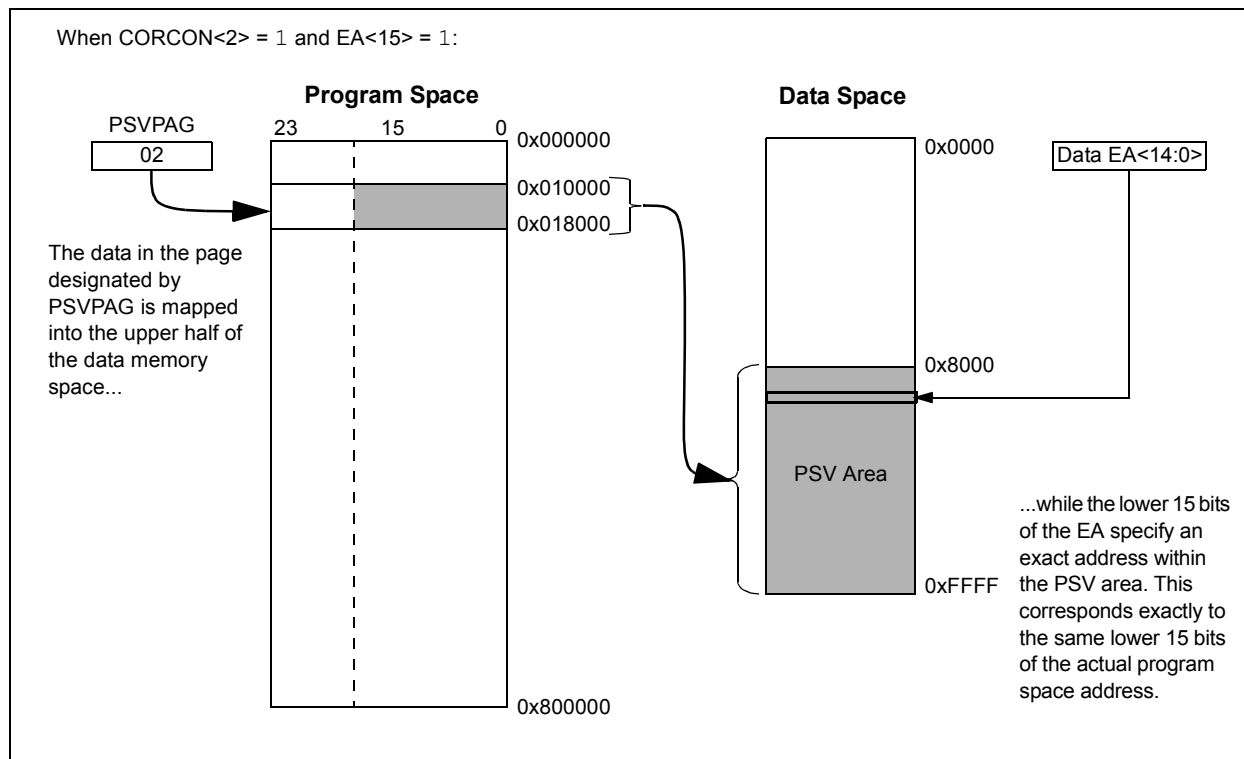 When CORCON<2> = 1 and EA<15> = 1:
Program Space
Data Space
PSVPAG
02
23 15 0
0x000000
0x010000
0x018000
0x800000
The data in the page
designated by
PSVPAG is mapped
into the upper half of
the data memory
space...
0x0000
0x8000
PSV Area
0xFFFF
Data EA<14:0>
...while the lower 15 bits
of the EA specify an
exact address within
the PSV area. This
corresponds exactly to
the same lower 15 bits
of the actual program
space address.